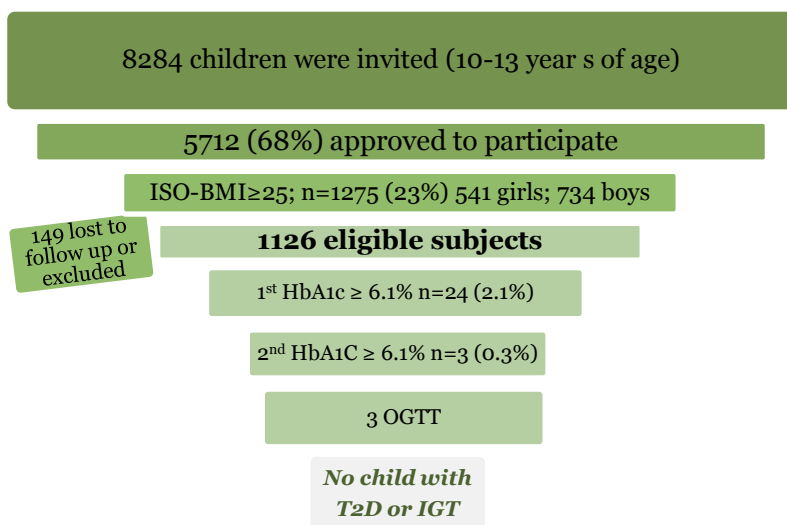 8284 children were invited (10-13 year s of age)
5712 (68%) approved to participate
ISO-BMI≥25; n=1275 (23%) 541 girls; 734 boys
149 lost to
follow up or
excluded
1126 eligible subjects
1st HbA1c ≥ 6.1% n=24 (2.1%)
2nd HbA1C ≥ 6.1% n=3 (0.3%)
3 OGTT
No child with
T2D or IGT